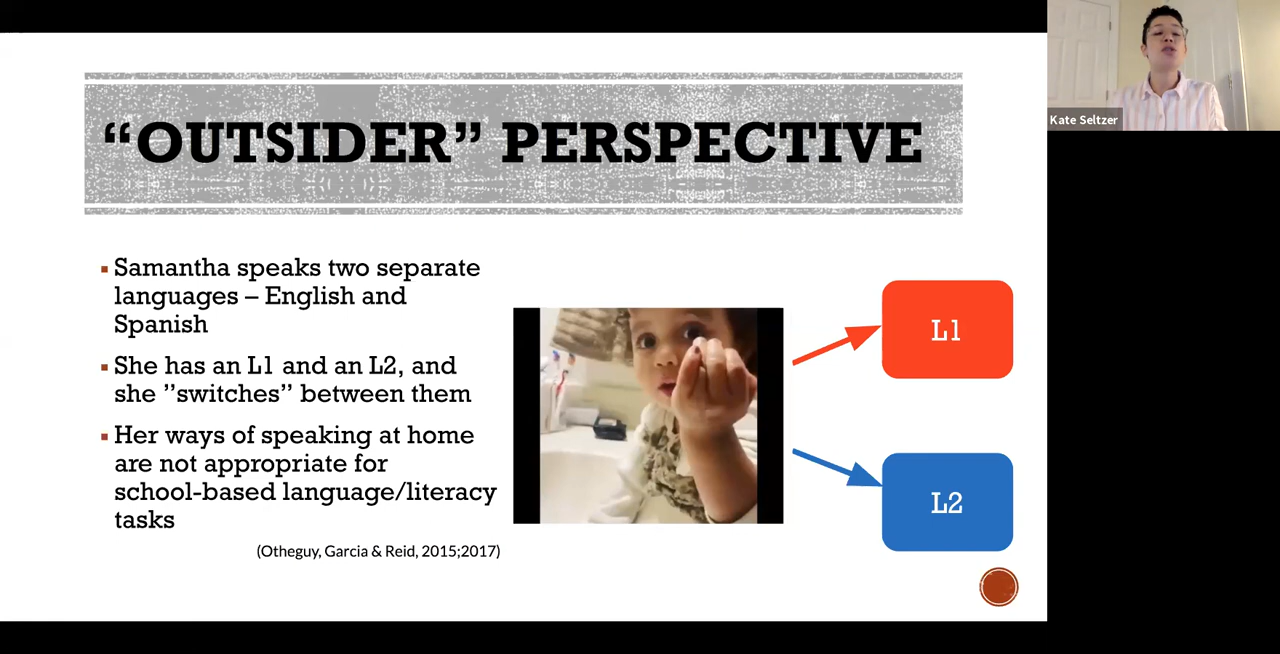 “OUTSIDER” PERSPECTIVE
Kate Seltzer
Samantha speaks two separate
languages – English and
Spanish
She has an L1 and an L2, and
she ”switches” between them
Her ways of speaking at home
are not appropriate for
school-based language/literacy
tasks
(Otheguy, Garcia & Reid, 2015;2017)
L1
L2